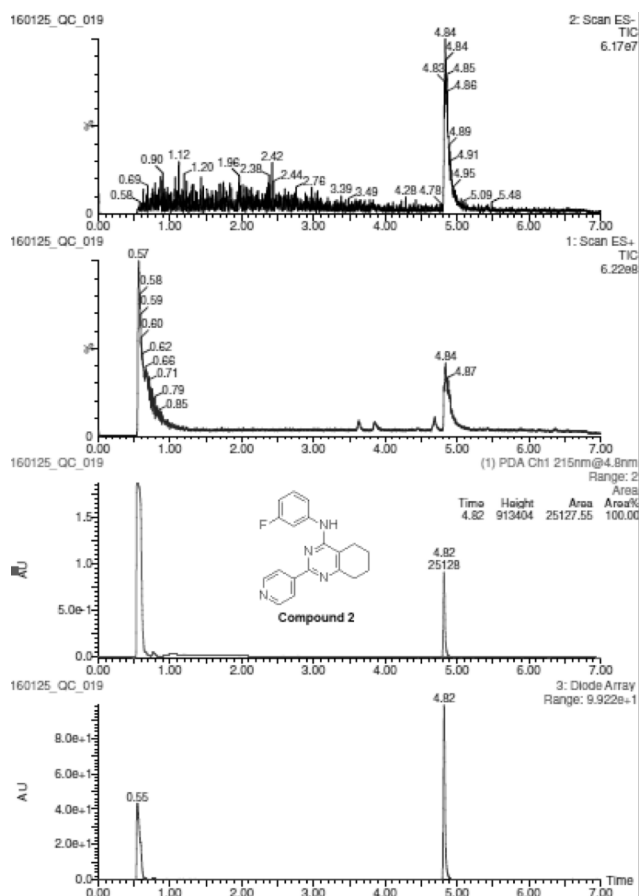 160125_QC_019
2: Scan ES-
TIC
6.17e7
4.84
4.84
4.83
4.85
4.86
4.89
4.91
4.95
0.58
0.69
0.90
1.12
1.20
1.96
2.38
2.42
2.44
2.76
3.39
3.49
4.28
4.78
5.09
5.48
%
0
0.00 1.00 2.00 3.00 4.00 5.00 6.00 7.00
160125_QC_019
1: Scan ES+
TIC
6.22e8
0.57
0.58
0.59
0.60
0.62
0.66
0.71
0.79
0.85
4.84
4.87
%
0
0.00 1.00 2.00 3.00 4.00 5.00 6.00 7.00
160125_QC_019
(1) PDA Ch1 215nm@4.8nm
Range: 2
Area
Time Height Area Area%
4.82 913404 25127.55 100.00
1.5
1.0
5.0e-1
0.0
AU
4.82
25128
F
NH
N
N
N
Compound 2
0.00 1.00 2.00 3.00 4.00 5.00 6.00 7.00
160125_QC_019
3: Diode Array
Range: 9.922e+1
4.82
0.55
8.0e+1
6.0e+1
4.0e+1
2.0e+1
0.0
AU
Time
0.00 1.00 2.00 3.00 4.00 5.00 6.00 7.00